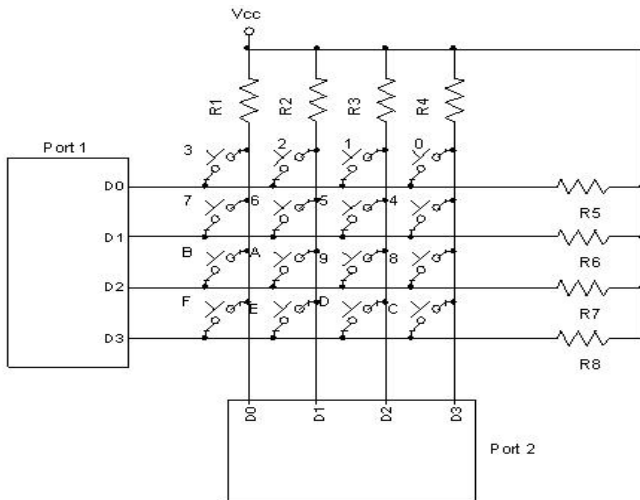 Vcc
R1 R2 R3 R4
Port 1
3 2 1 0
D0
R5
7 6 5 4
D1
R6
B A 9 8
D2
R7
F E D C
D3
R8
D0 D1 D2 D3
Port 2